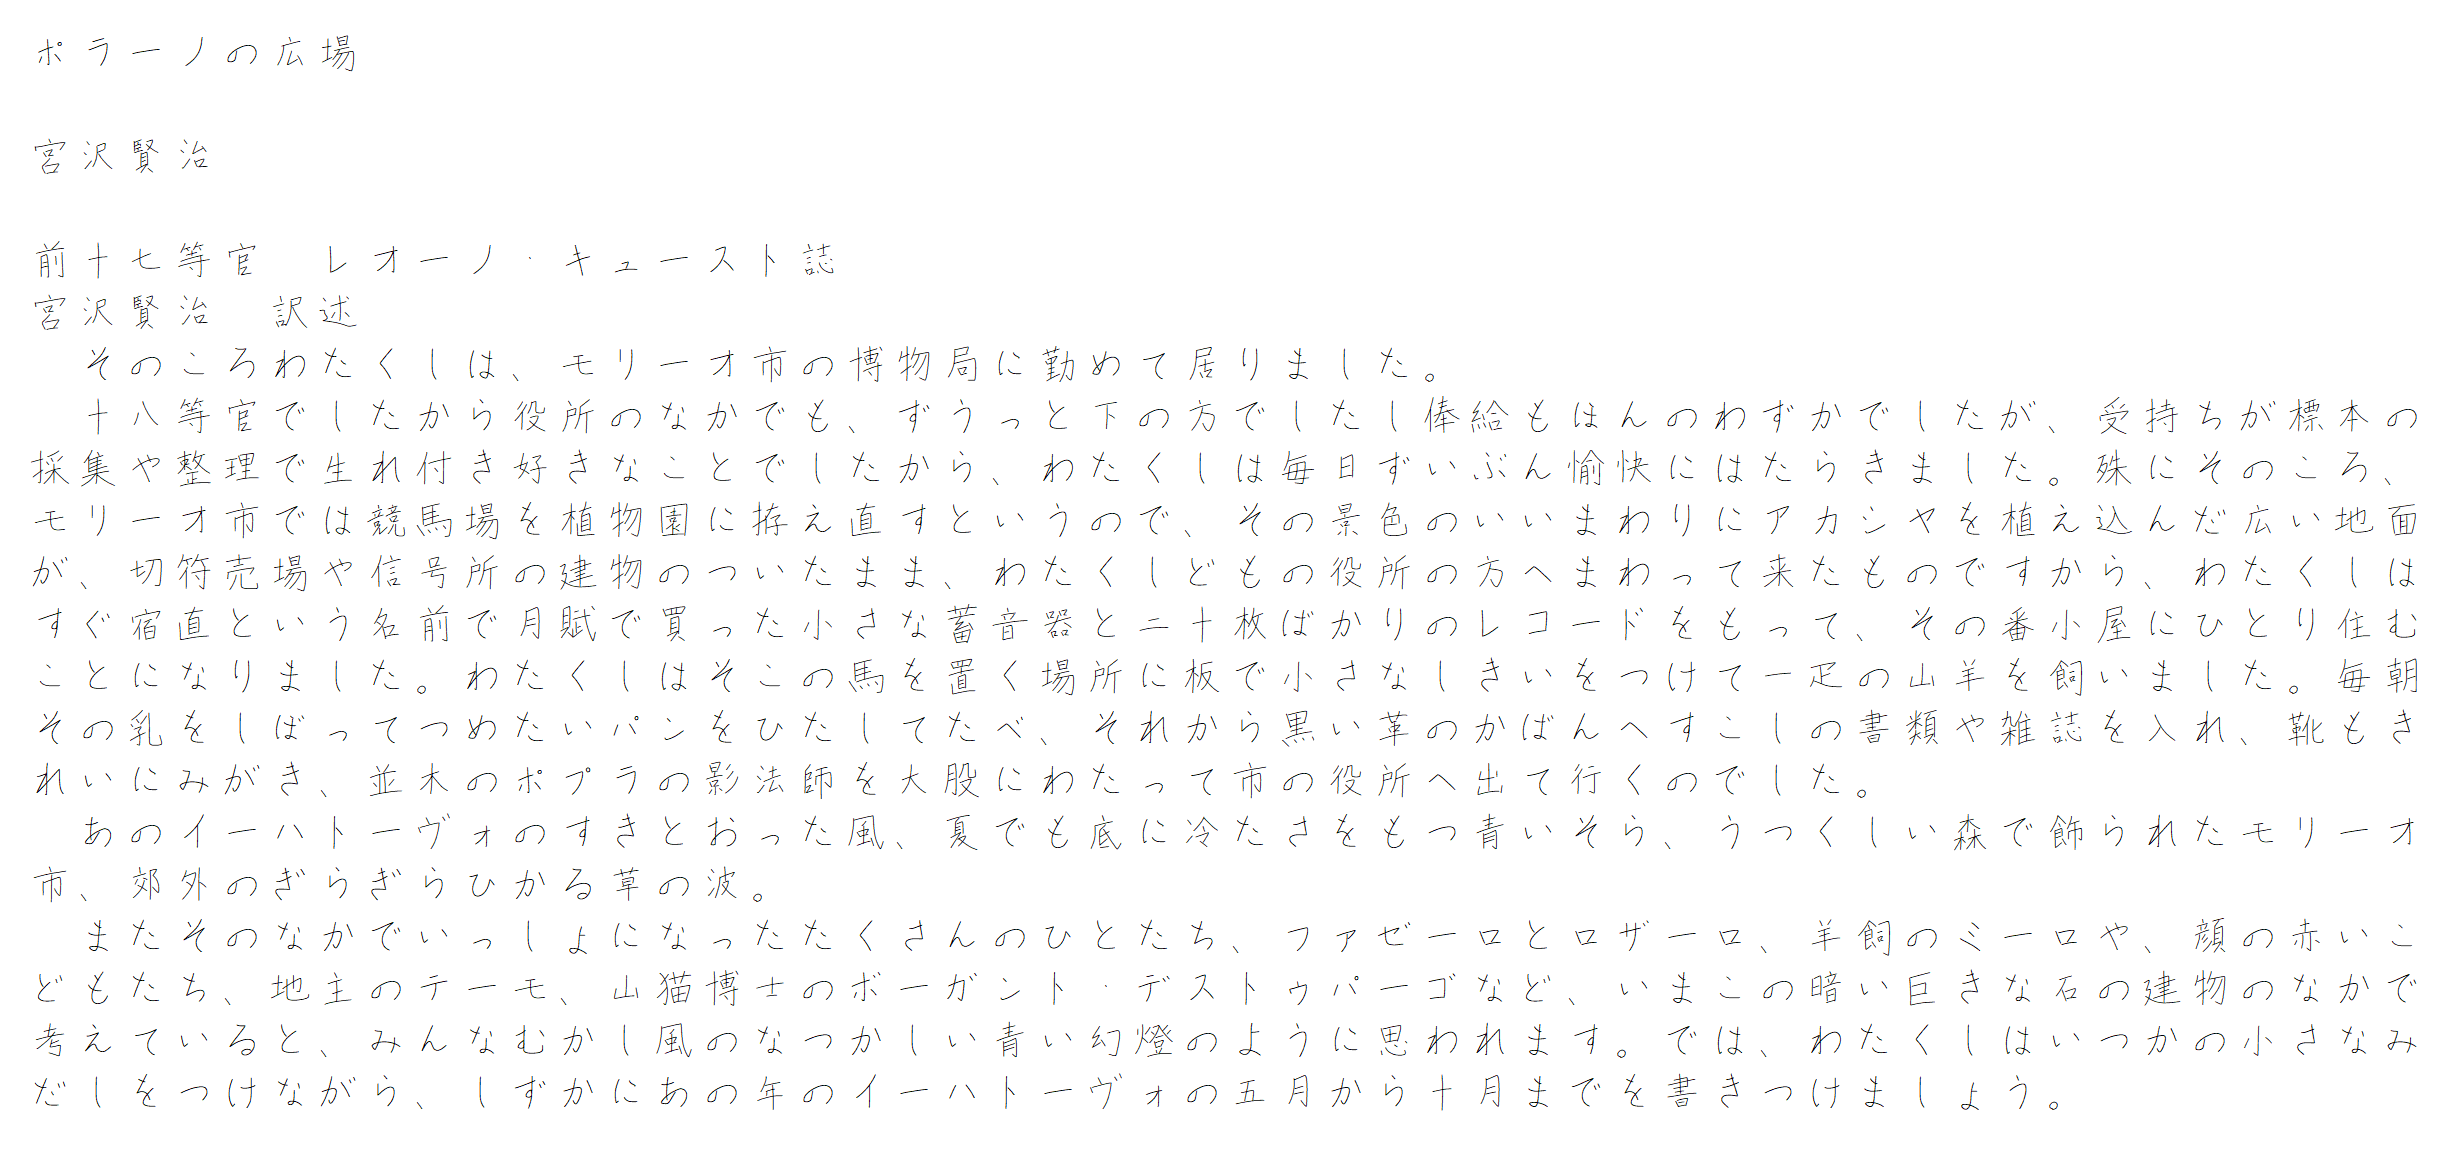 ポラーノの広場
宮沢賢治
前十七等官　レオーノ・キュースト誌
宮沢賢治　訳述
　そのころわたくしは、モリーオ市の博物局に勤めて居りました。
　十八等官でしたから役所のなかでも、ずうっと下の方でしたし俸給もほんのわずかでしたが、受持ちが標本の
採集や整理で生れ付き好きなことでしたから、わたくしは毎日ずいぶん愉快にはたらきました。殊にそのころ、
モリーオ市では競馬場を植物園に拵え直すというので、その景色のいいまわりにアカシヤを植え込んだ広い地面
が、切符売場や信号所の建物のついたまま、わたくしどもの役所の方へまわって来たものですから、わたくしは
すぐ宿直という名前で月賦で買った小さな蓄音器と二十枚ばかりのレコードをもって、その番小屋にひとり住む
ことになりました。わたくしはそこの馬を置く場所に板で小さなしきいをつけて一疋の山羊を飼いました。毎朝
その乳をしぼってつめたいパンをひたしてたべ、それから黒い革のかばんへすこしの書類や雑誌を入れ、靴もき
れいにみがき、並木のポプラの影法師を大股にわたって市の役所へ出て行くのでした。
　あのイーハトーヴォのすきとおった風、夏でも底に冷たさをもつ青いそら、うつくしい森で飾られたモリーオ
市、郊外のぎらぎらひかる草の波。
　またそのなかでいっしょになったたくさんのひとたち、ファゼーロとロザーロ、羊飼のミーロや、顔の赤いこ
どもたち、地主のテーモ、山猫博士のボーガント・デストゥパーゴなど、いまこの暗い巨きな石の建物のなかで
考えていると、みんなむかし風のなつかしい青い幻燈のように思われます。では、わたくしはいつかの小さなみ
だしをつけながら、しずかにあの年のイーハトーヴォの五月から十月までを書きつけましょう。